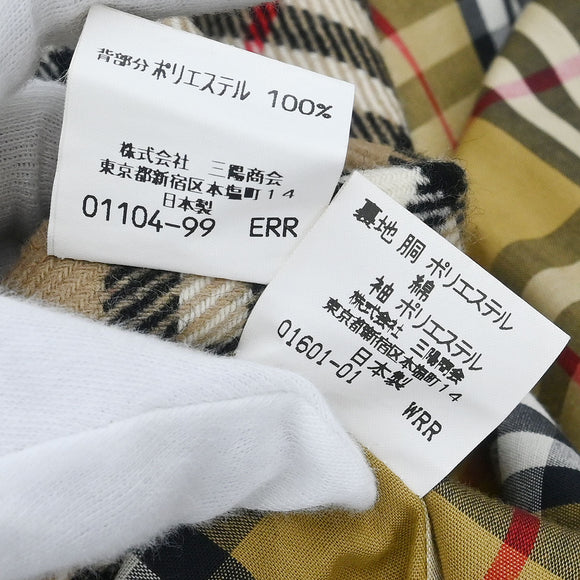 背部分 ポリエステル 100%
株式会社 三陽商会
東京都新宿区本塩町14
日本製
01104-99 ERR
裏地 胴 ポリエステル
綿
袖 ポリエステル
株式会社 三陽商会
東京都新宿区本塩町14
日本製
01601-01 WRR